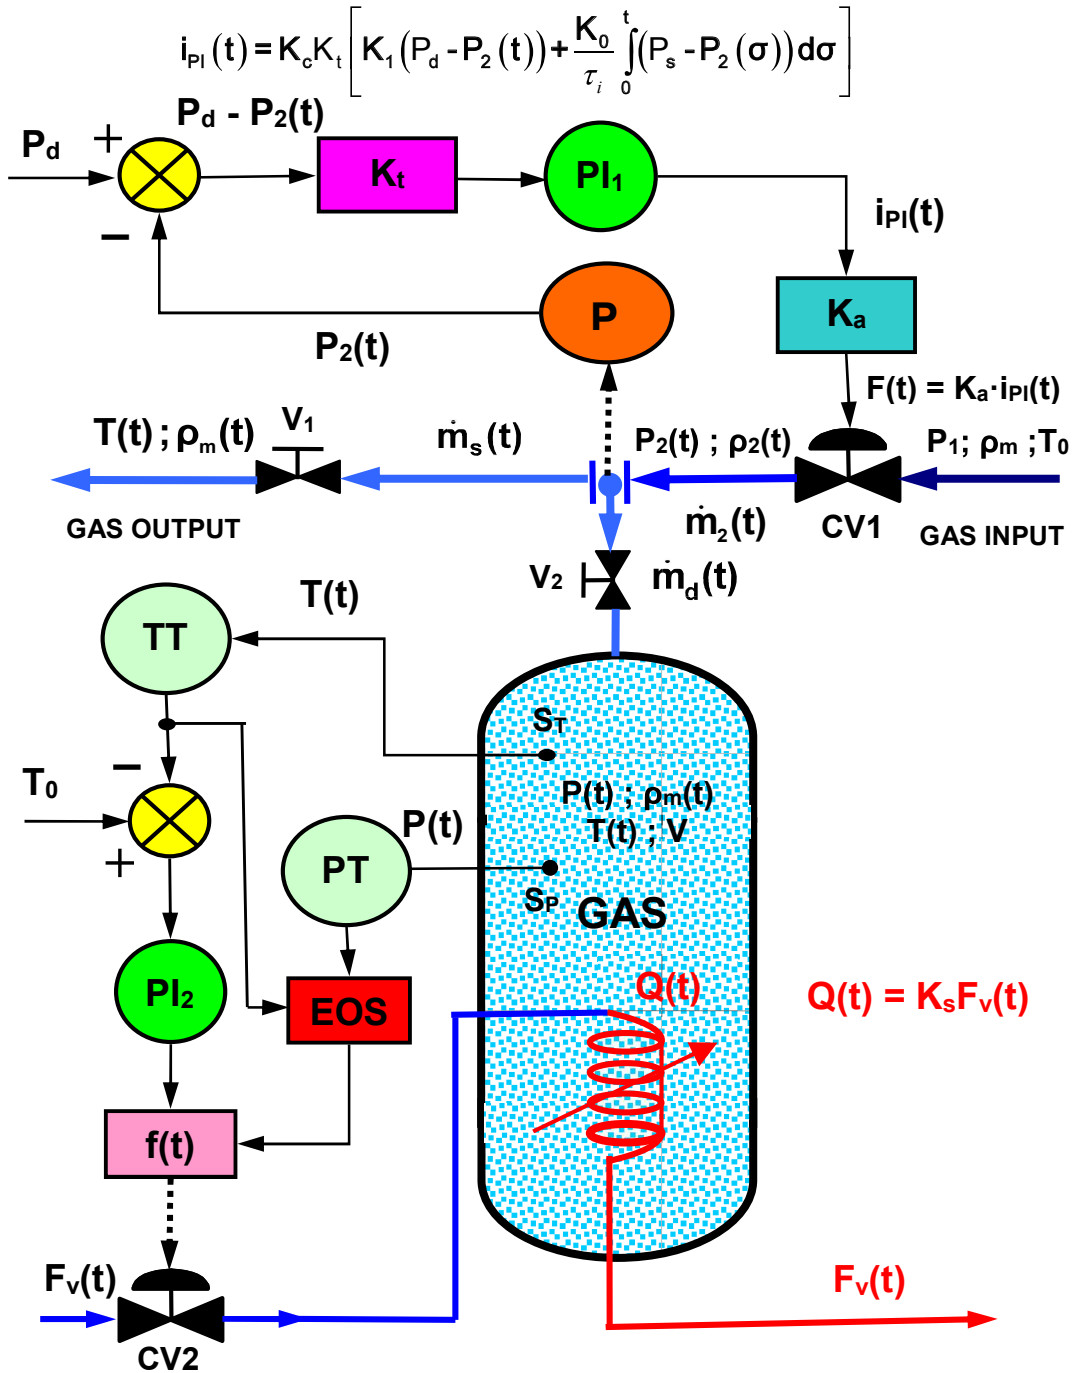 i_PI(t) = K_c K_t [ K_1 (P_d - P_2(t)) + K_0/τ_i ∫_0^t (P_s - P_2(σ)) dσ ]
P_d - P_2(t)
P_d
+
K_t
PI_1
−
i_PI(t)
P
K_a
P_2(t)
F(t) = K_a·i_PI(t)
T(t) ; ρ_m(t)
V_1
ṁ_s(t)
P_2(t) ; ρ_2(t)
P_1; ρ_m ;T_0
GAS OUTPUT
ṁ_2(t)
CV1
GAS INPUT
V_2
ṁ_d(t)
T(t)
TT
S_T
−
T_0
P(t) ; ρ_m(t)
T(t) ; V
P(t)
+
PT
S_P
GAS
PI_2
EOS
Q(t)
Q(t) = K_s F_v(t)
f(t)
F_v(t)
F_v(t)
CV2